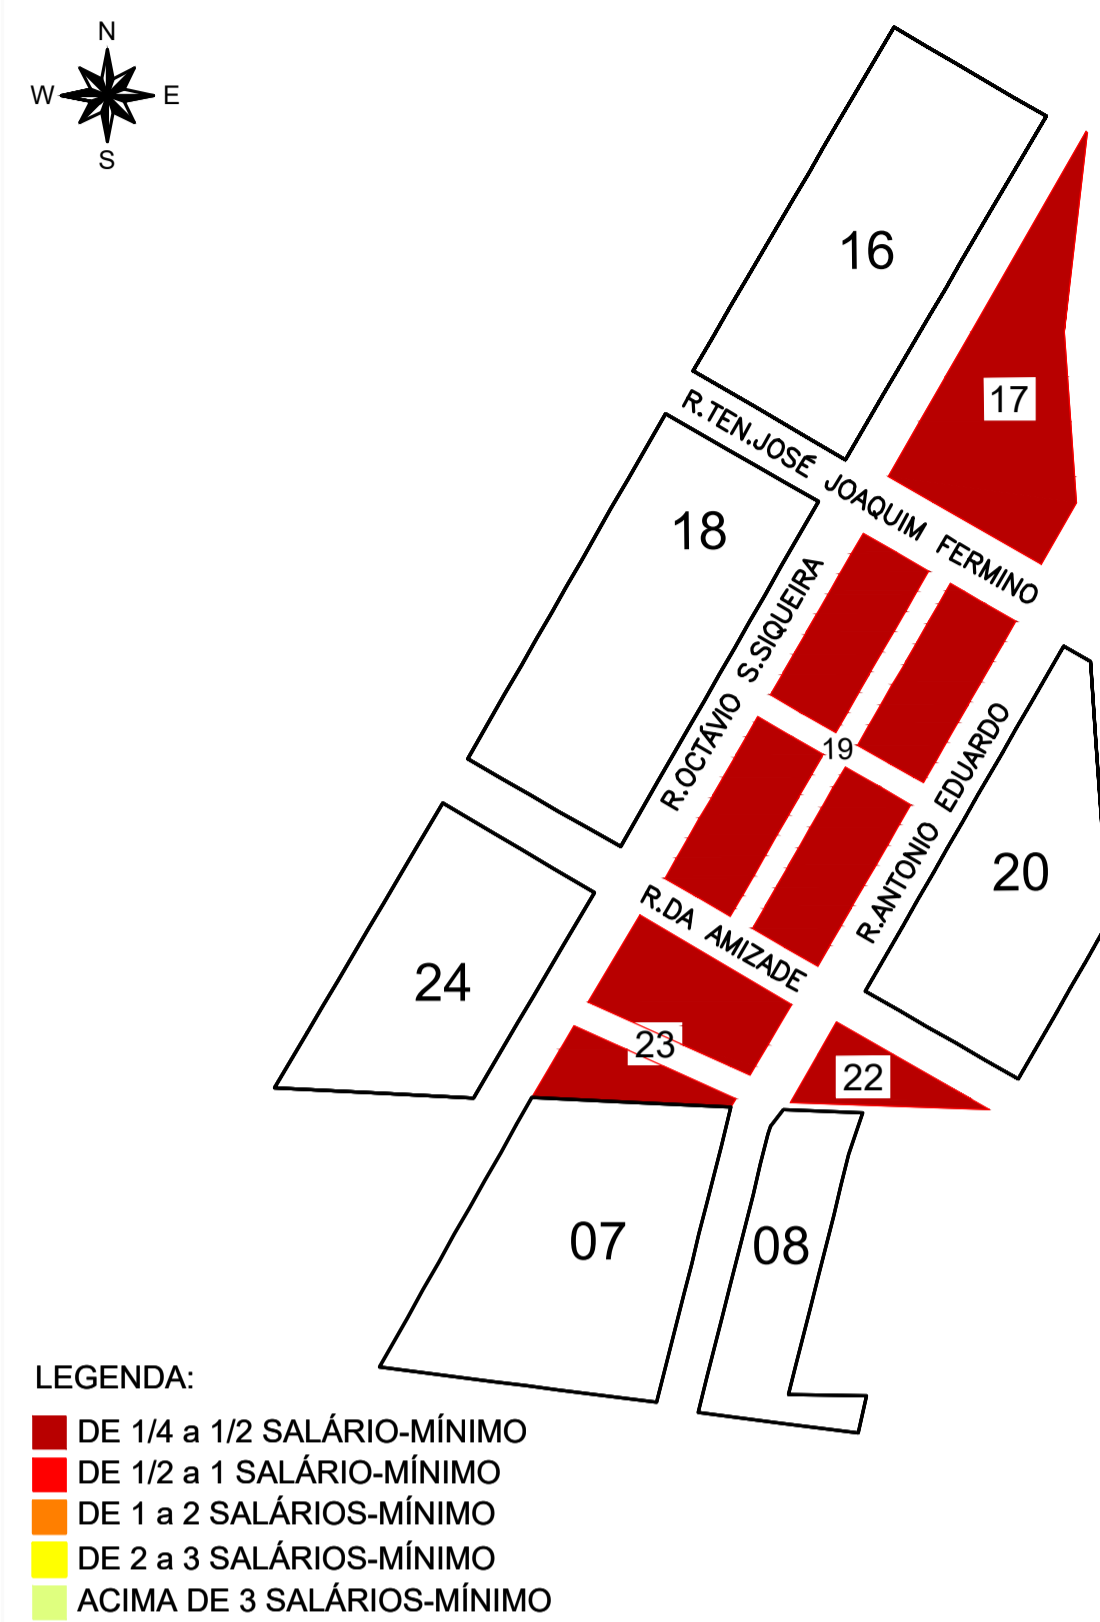 N
W E
S
16
17
R.TEN.JOSÉ JOAQUIM FERMINO
18
R.OCTÁVIO S.SIQUEIRA
19
R.ANTONIO EDUARDO
20
R.DA AMIZADE
24
23
22
07
08
LEGENDA:
DE 1/4 a 1/2 SALÁRIO-MÍNIMO
DE 1/2 a 1 SALÁRIO-MÍNIMO
DE 1 a 2 SALÁRIOS-MÍNIMO
DE 2 a 3 SALÁRIOS-MÍNIMO
ACIMA DE 3 SALÁRIOS-MÍNIMO